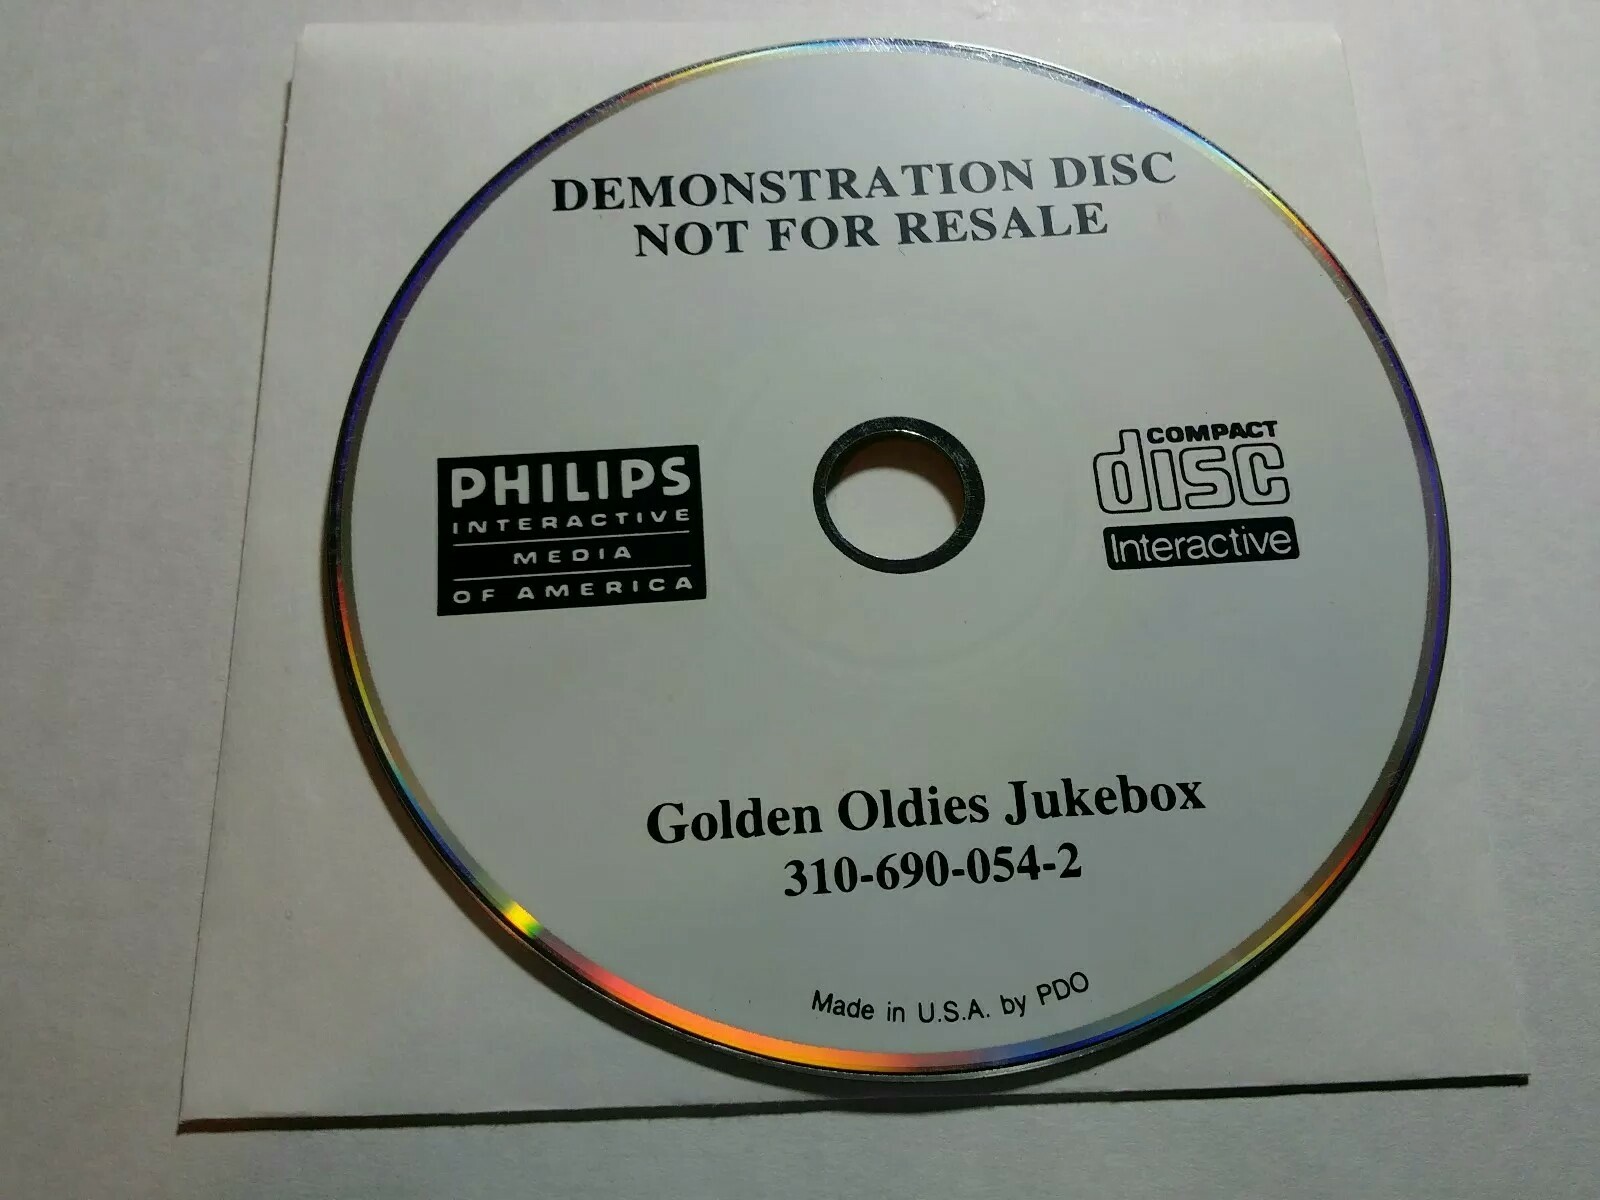 DEMONSTRATION DISC
NOT FOR RESALE
PHILIPS
INTERACTIVE
MEDIA
OF AMERICA
COMPACT
disc
Interactive
Golden Oldies Jukebox
310-690-054-2
Made in U.S.A. by PDO